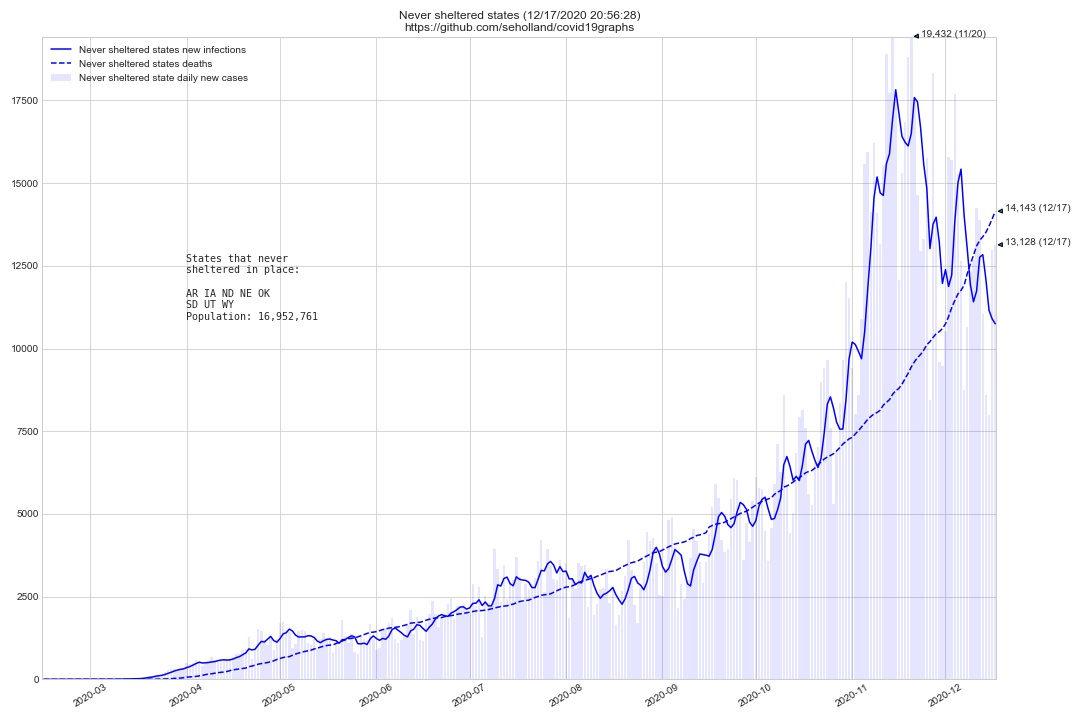 Never sheltered states (12/17/2020 20:56:28)
https://github.com/seholland/covid19graphs
19,432 (11/20)
Never sheltered states new infections
Never sheltered states deaths
Never sheltered state daily new cases
17500
15000
14,143 (12/17)
13,128 (12/17)
States that never
sheltered in place:
12500
AR IA ND NE OK
SD UT WY
Population: 16,952,761
10000
7500
5000
2500
0
2020-03
2020-04
2020-05
2020-06
2020-07
2020-08
2020-09
2020-10
2020-11
2020-12